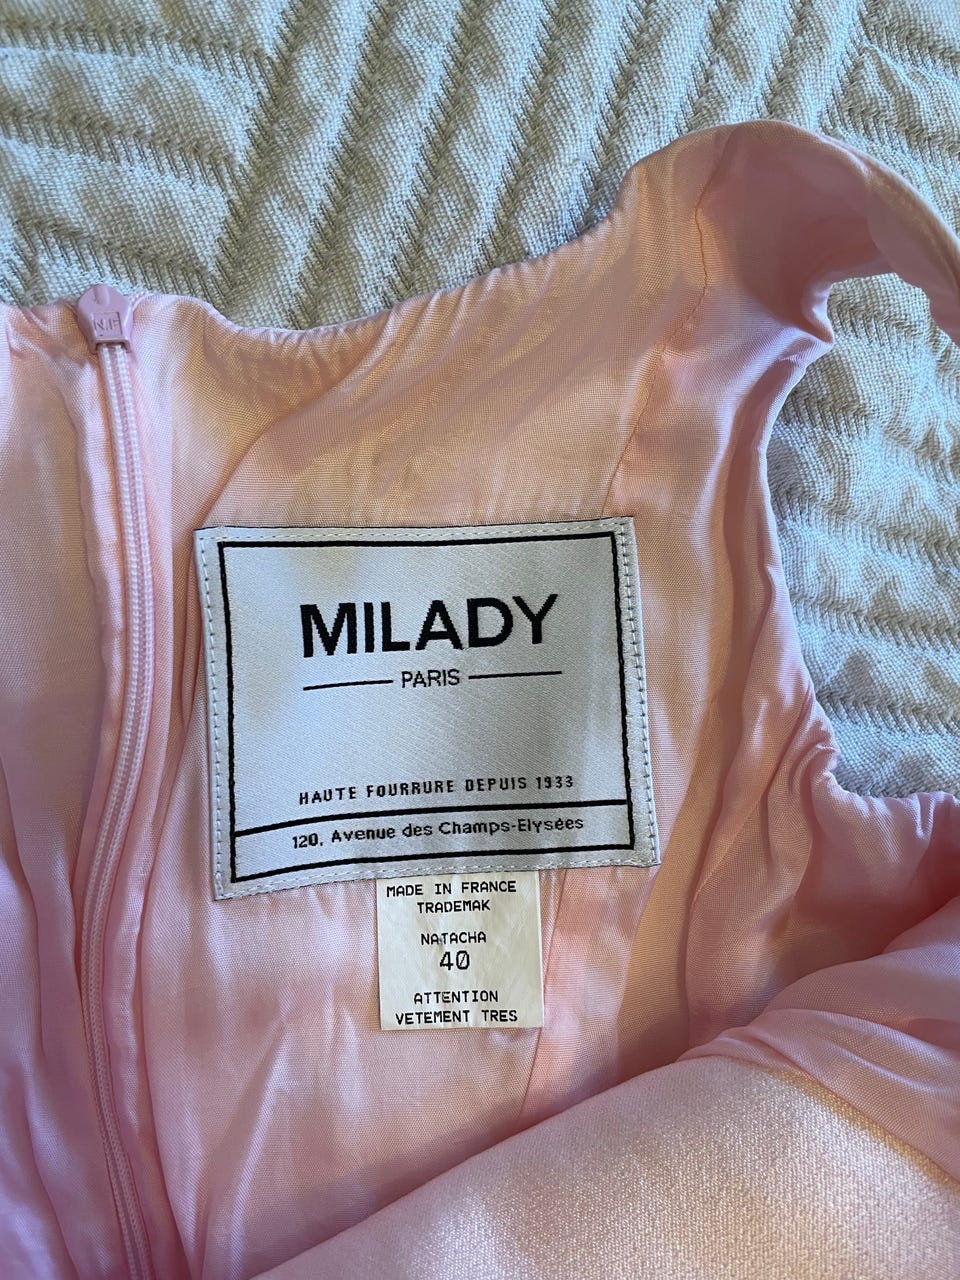 MILADY
PARIS
HAUTE FOURRURE DEPUIS 1933
120, Avenue des Champs-Elysées
MADE IN FRANCE
TRADEMAK
NATACHA
40
ATTENTION
VETEMENT TRES